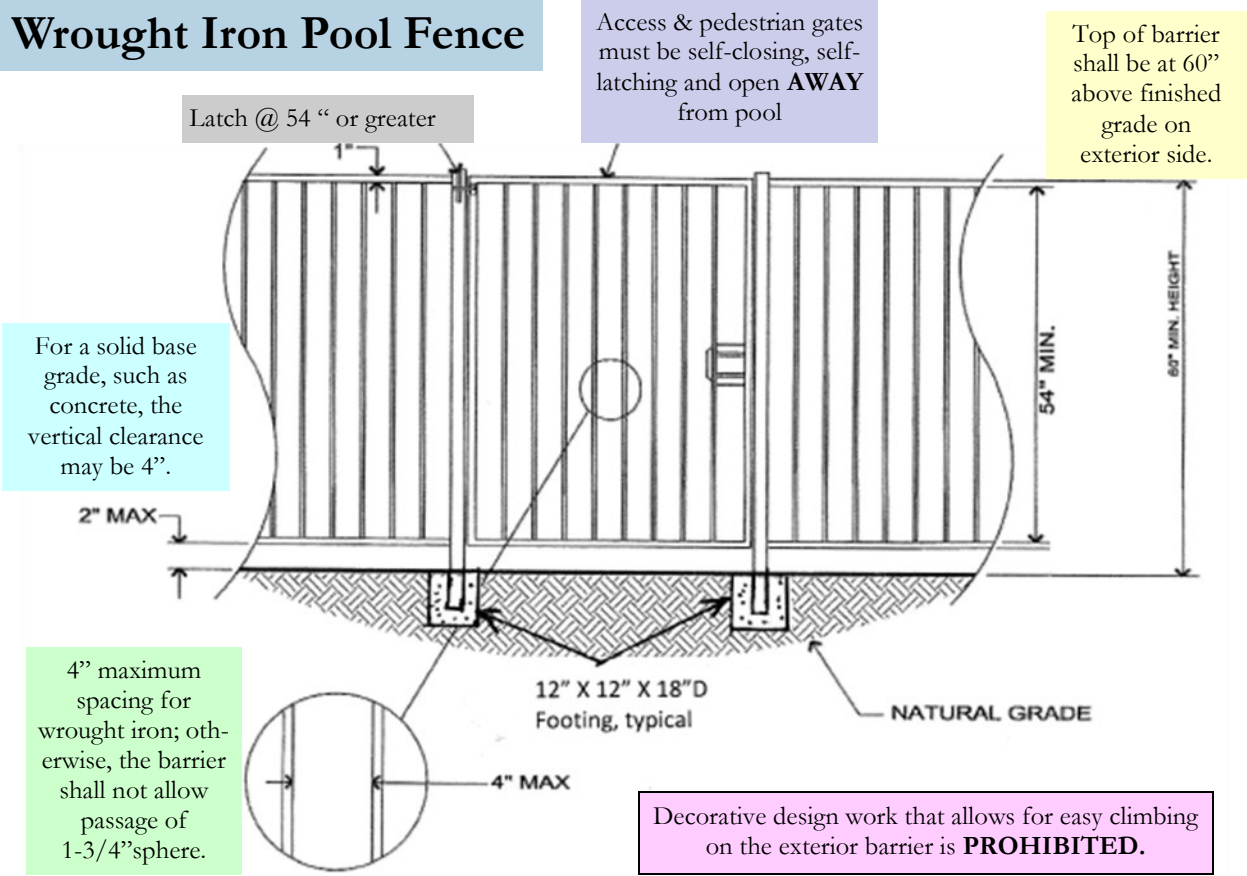 Wrought Iron Pool Fence
Access & pedestrian gates
must be self-closing, self-
latching and open AWAY
from pool
Top of barrier
shall be at 60”
above finished
grade on
exterior side.
Latch @ 54 “ or greater
1"
For a solid base
grade, such as
concrete, the
vertical clearance
may be 4”.
54" MIN.
60" MIN. HEIGHT
2" MAX
4” maximum
spacing for
wrought iron; oth-
erwise, the barrier
shall not allow
passage of
1-3/4”sphere.
12" X 12" X 18"D
Footing, typical
NATURAL GRADE
4" MAX
Decorative design work that allows for easy climbing
on the exterior barrier is PROHIBITED.